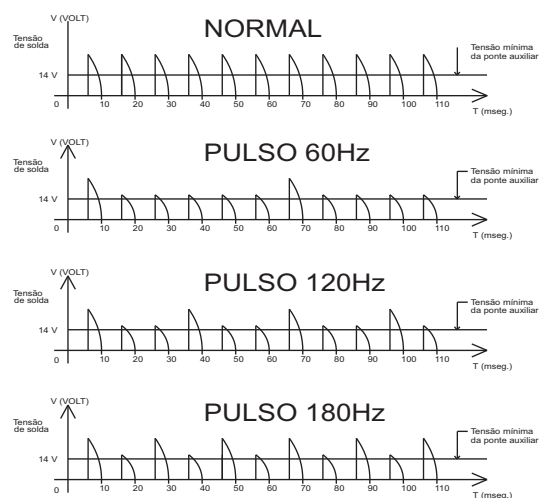 NORMAL
V (VOLT)
Tensão
de solda
14 V
0
10 20 30 40 50 60 70 80 90 100 110
T (mseg.)
Tensão mínima
da ponte auxiliar
PULSO 60Hz
V (VOLT)
Tensão
de solda
14 V
0
10 20 30 40 50 60 70 80 90 100 110
T (mseg.)
Tensão mínima
da ponte auxiliar
PULSO 120Hz
V (VOLT)
Tensão
de solda
14 V
0
10 20 30 40 50 60 70 80 90 100 110
T (mseg.)
Tensão mínima
da ponte auxiliar
PULSO 180Hz
V (VOLT)
Tensão
de solda
14 V
0
10 20 30 40 50 60 70 80 90 100 110
T (mseg.)
Tensão mínima
da ponte auxiliar